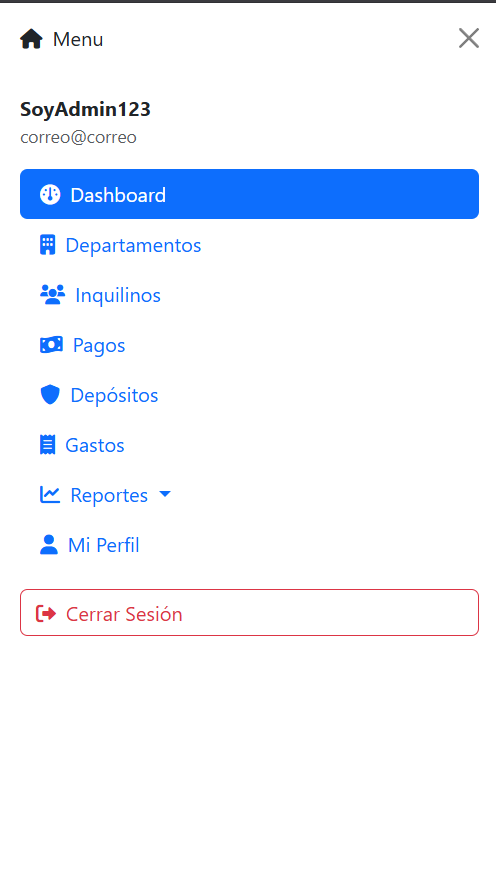 Menu
SoyAdmin123
correo@correo
Dashboard
Departamentos
Inquilinos
Pagos
Depósitos
Gastos
Reportes
Mi Perfil
Cerrar Sesión